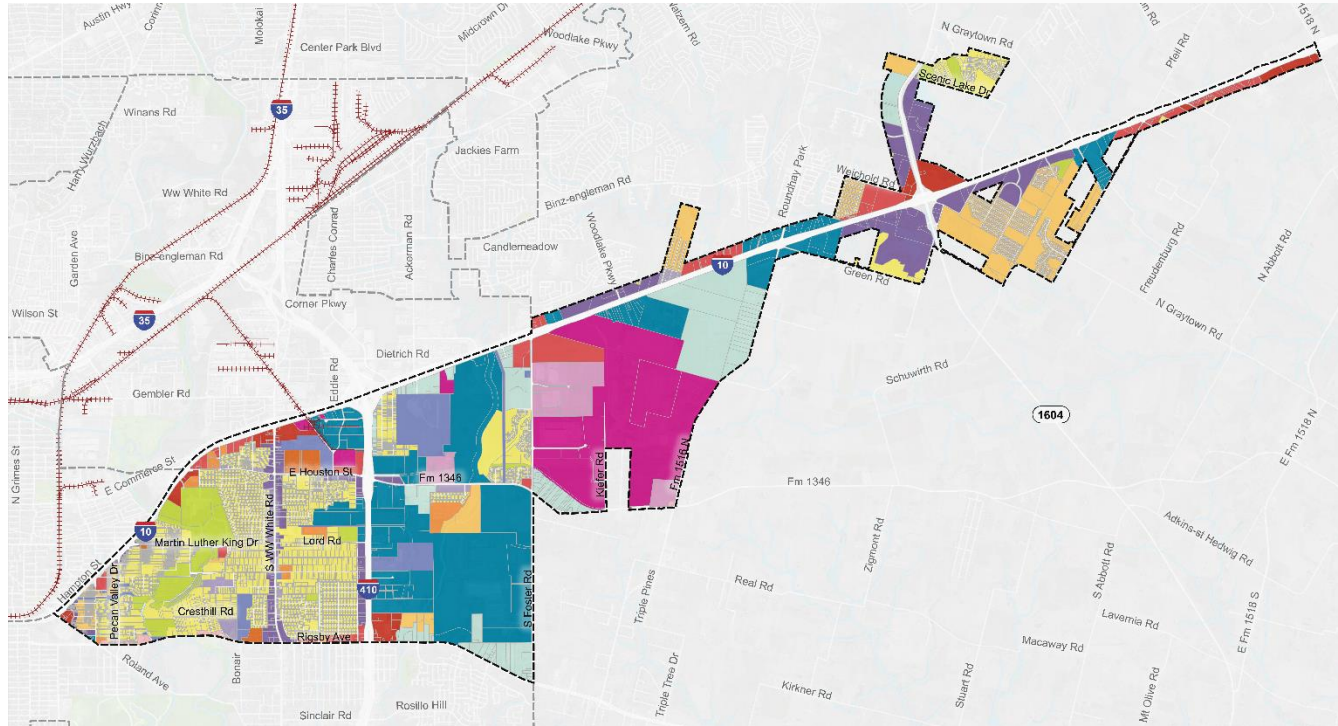 Austin Hwy
Molokai
Midcrown Dr
Walzem Rd
Center Park Blvd
Woodlake Pkwy
N Graytown Rd
Pfeil Rd
1518 N
Scenic Lake Dr
Winans Rd
35
Harry Wurzbach
Jackies Farm
Ww White Rd
Binz-engleman Rd
Roundhay Park
Weichold Rd
Garden Ave
Charles Conrad
Ackerman Rd
Candlemeadow
Woodlake Pkwy
Freudenburg Rd
N Abbott Rd
Binz-engleman Rd
10
Green Rd
Corner Pkwy
N Graytown Rd
Wilson St
35
Dietrich Rd
Eddie Rd
Schuwirth Rd
Gembler Rd
1604
N Grimes St
E Commerce St
E Houston St
Fm 1346
Kiefer Rd
Fm 1516 N
Fm 1346
E Fm 1518 N
S WW White Rd
10
Martin Luther King Dr
Lord Rd
Adkins-st Hedwig Rd
Hampton St
Pecan Valley Dr
410
S Foster Rd
Triple Pines
Real Rd
Zigmont Rd
S Abbott Rd
Cresthill Rd
Lavernia Rd
E Fm 1518 S
Rigsby Ave
Macaway Rd
Roland Ave
Bonair
Triple Tree Dr
Kirkner Rd
Stuart Rd
Mt Olive Rd
Rosillo Hill
Sinclair Rd